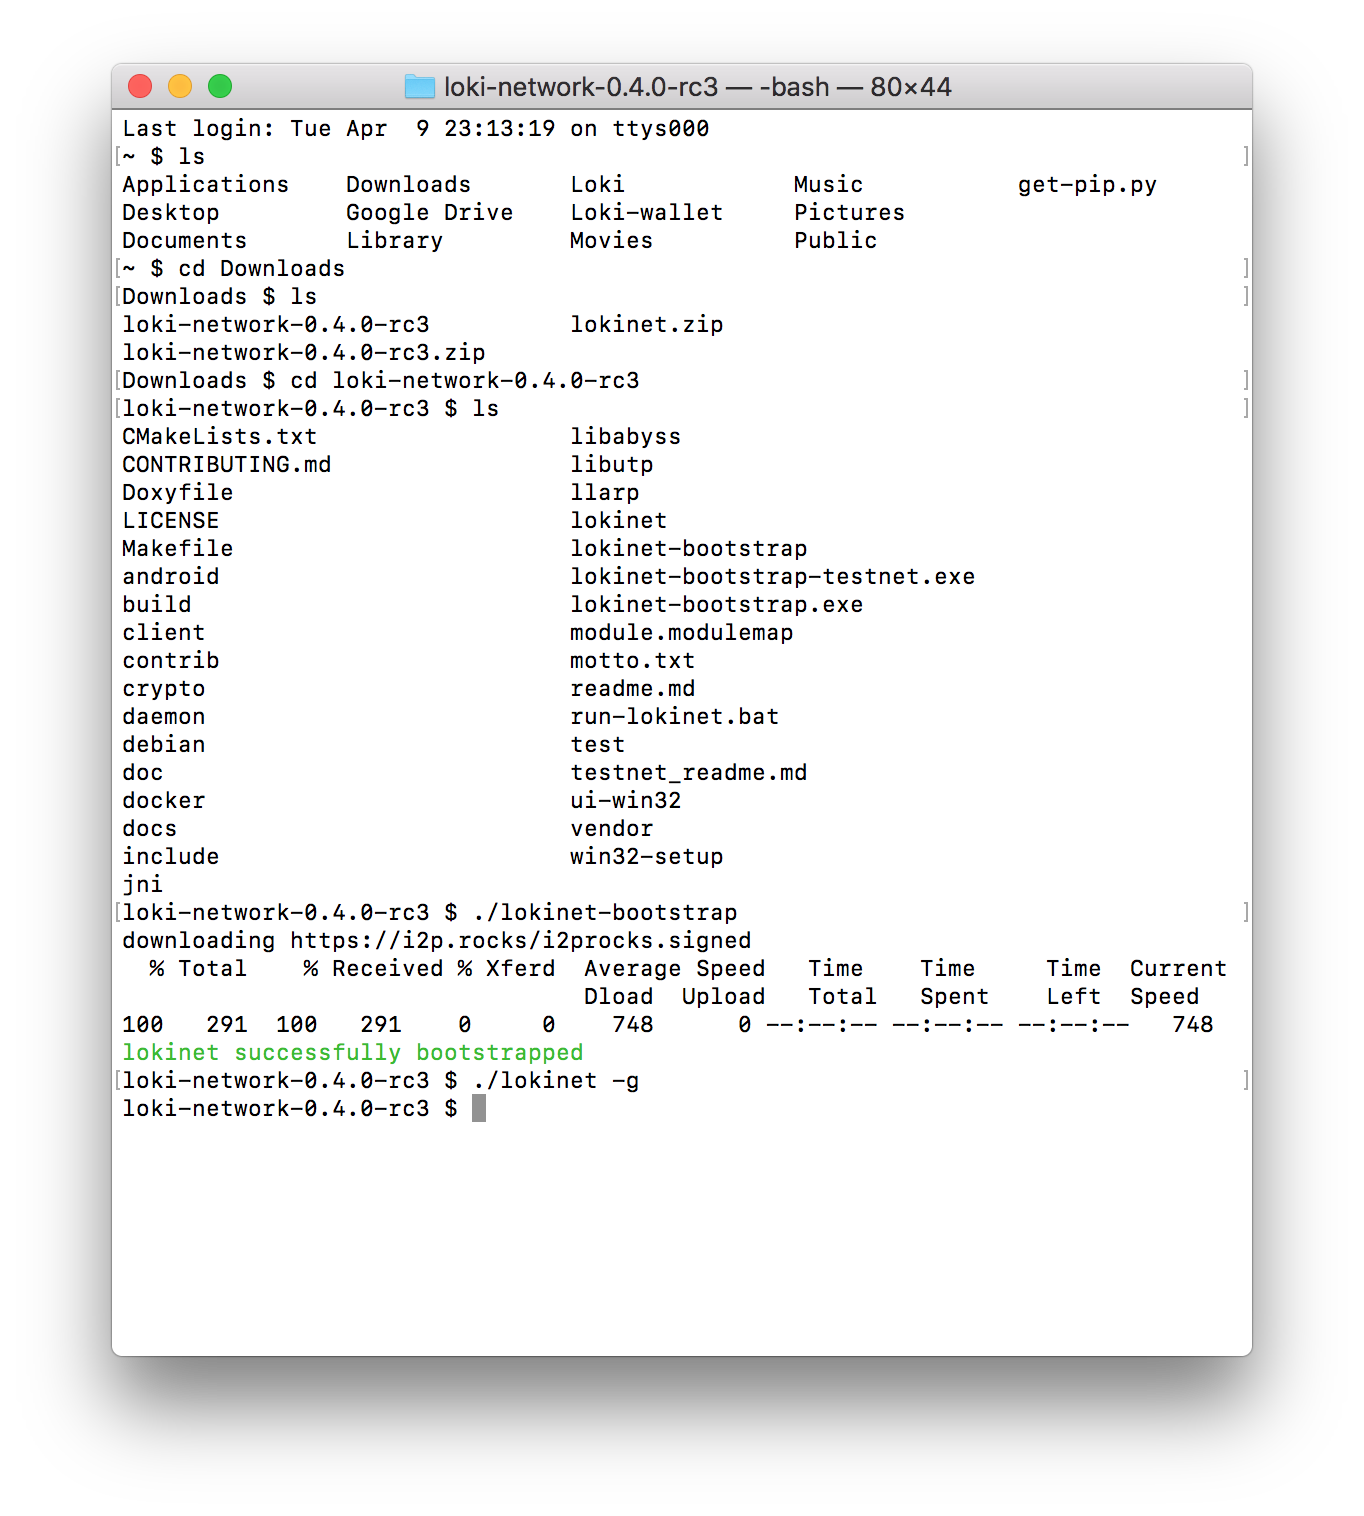 loki-network-0.4.0-rc3 — -bash — 80×44
Last login: Tue Apr  9 23:13:19 on ttys000
[~ $ ls ]
Applications    Downloads       Loki            Music           get-pip.py
Desktop         Google Drive    Loki-wallet     Pictures
Documents       Library         Movies          Public
[~ $ cd Downloads ]
[Downloads $ ls ]
loki-network-0.4.0-rc3          lokinet.zip
loki-network-0.4.0-rc3.zip
[Downloads $ cd loki-network-0.4.0-rc3 ]
[loki-network-0.4.0-rc3 $ ls ]
CMakeLists.txt                  libabyss
CONTRIBUTING.md                 libutp
Doxyfile                        llarp
LICENSE                         lokinet
Makefile                        lokinet-bootstrap
android                         lokinet-bootstrap-testnet.exe
build                           lokinet-bootstrap.exe
client                          module.modulemap
contrib                         motto.txt
crypto                          readme.md
daemon                          run-lokinet.bat
debian                          test
doc                             testnet_readme.md
docker                          ui-win32
docs                            vendor
include                         win32-setup
jni
[loki-network-0.4.0-rc3 $ ./lokinet-bootstrap ]
downloading https://i2p.rocks/i2procks.signed
  % Total    % Received % Xferd  Average Speed   Time    Time     Time  Current
                                 Dload  Upload   Total   Spent    Left  Speed
100   291  100   291    0     0    748      0 --:--:-- --:--:-- --:--:--   748
lokinet successfully bootstrapped
[loki-network-0.4.0-rc3 $ ./lokinet -g ]
loki-network-0.4.0-rc3 $